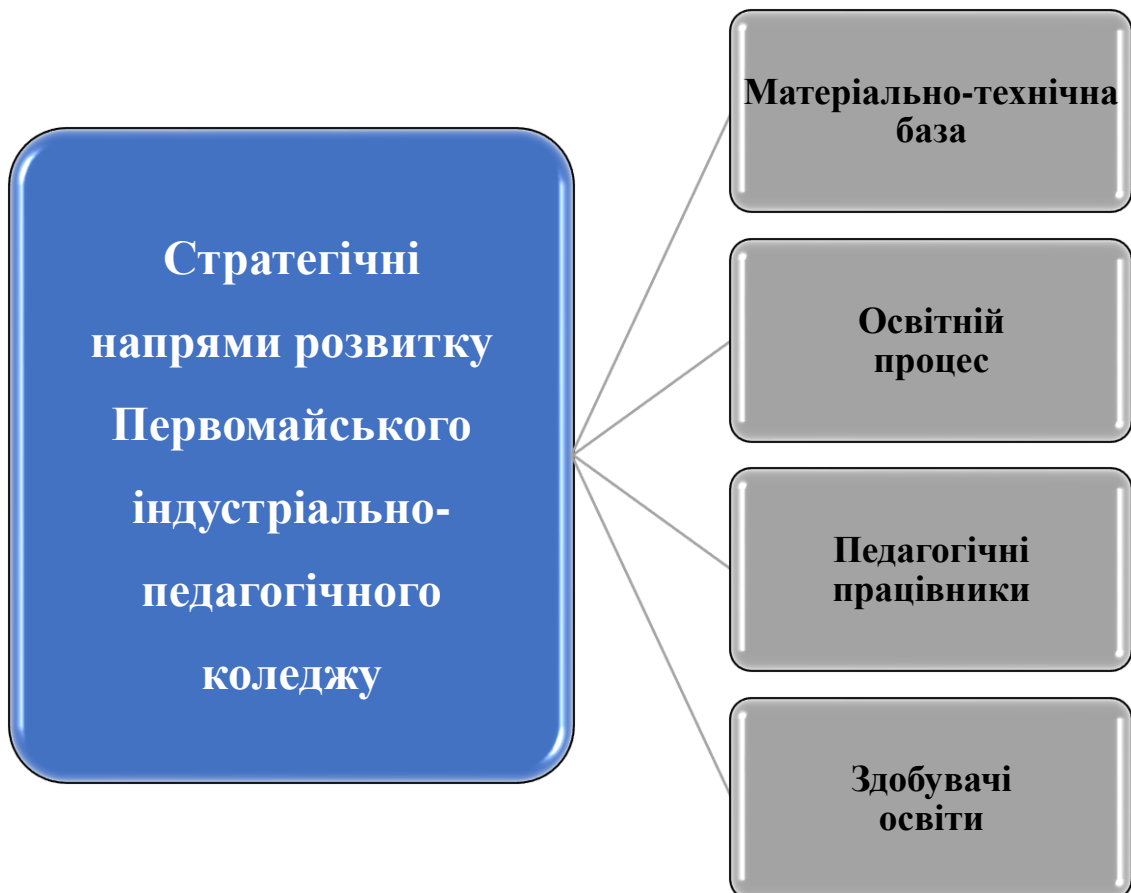 Стратегічні
напрями розвитку
Первомайського
індустріально-
педагогічного
коледжу
Матеріально-технічна
база
Освітній
процес
Педагогічні
працівники
Здобувачі
освіти